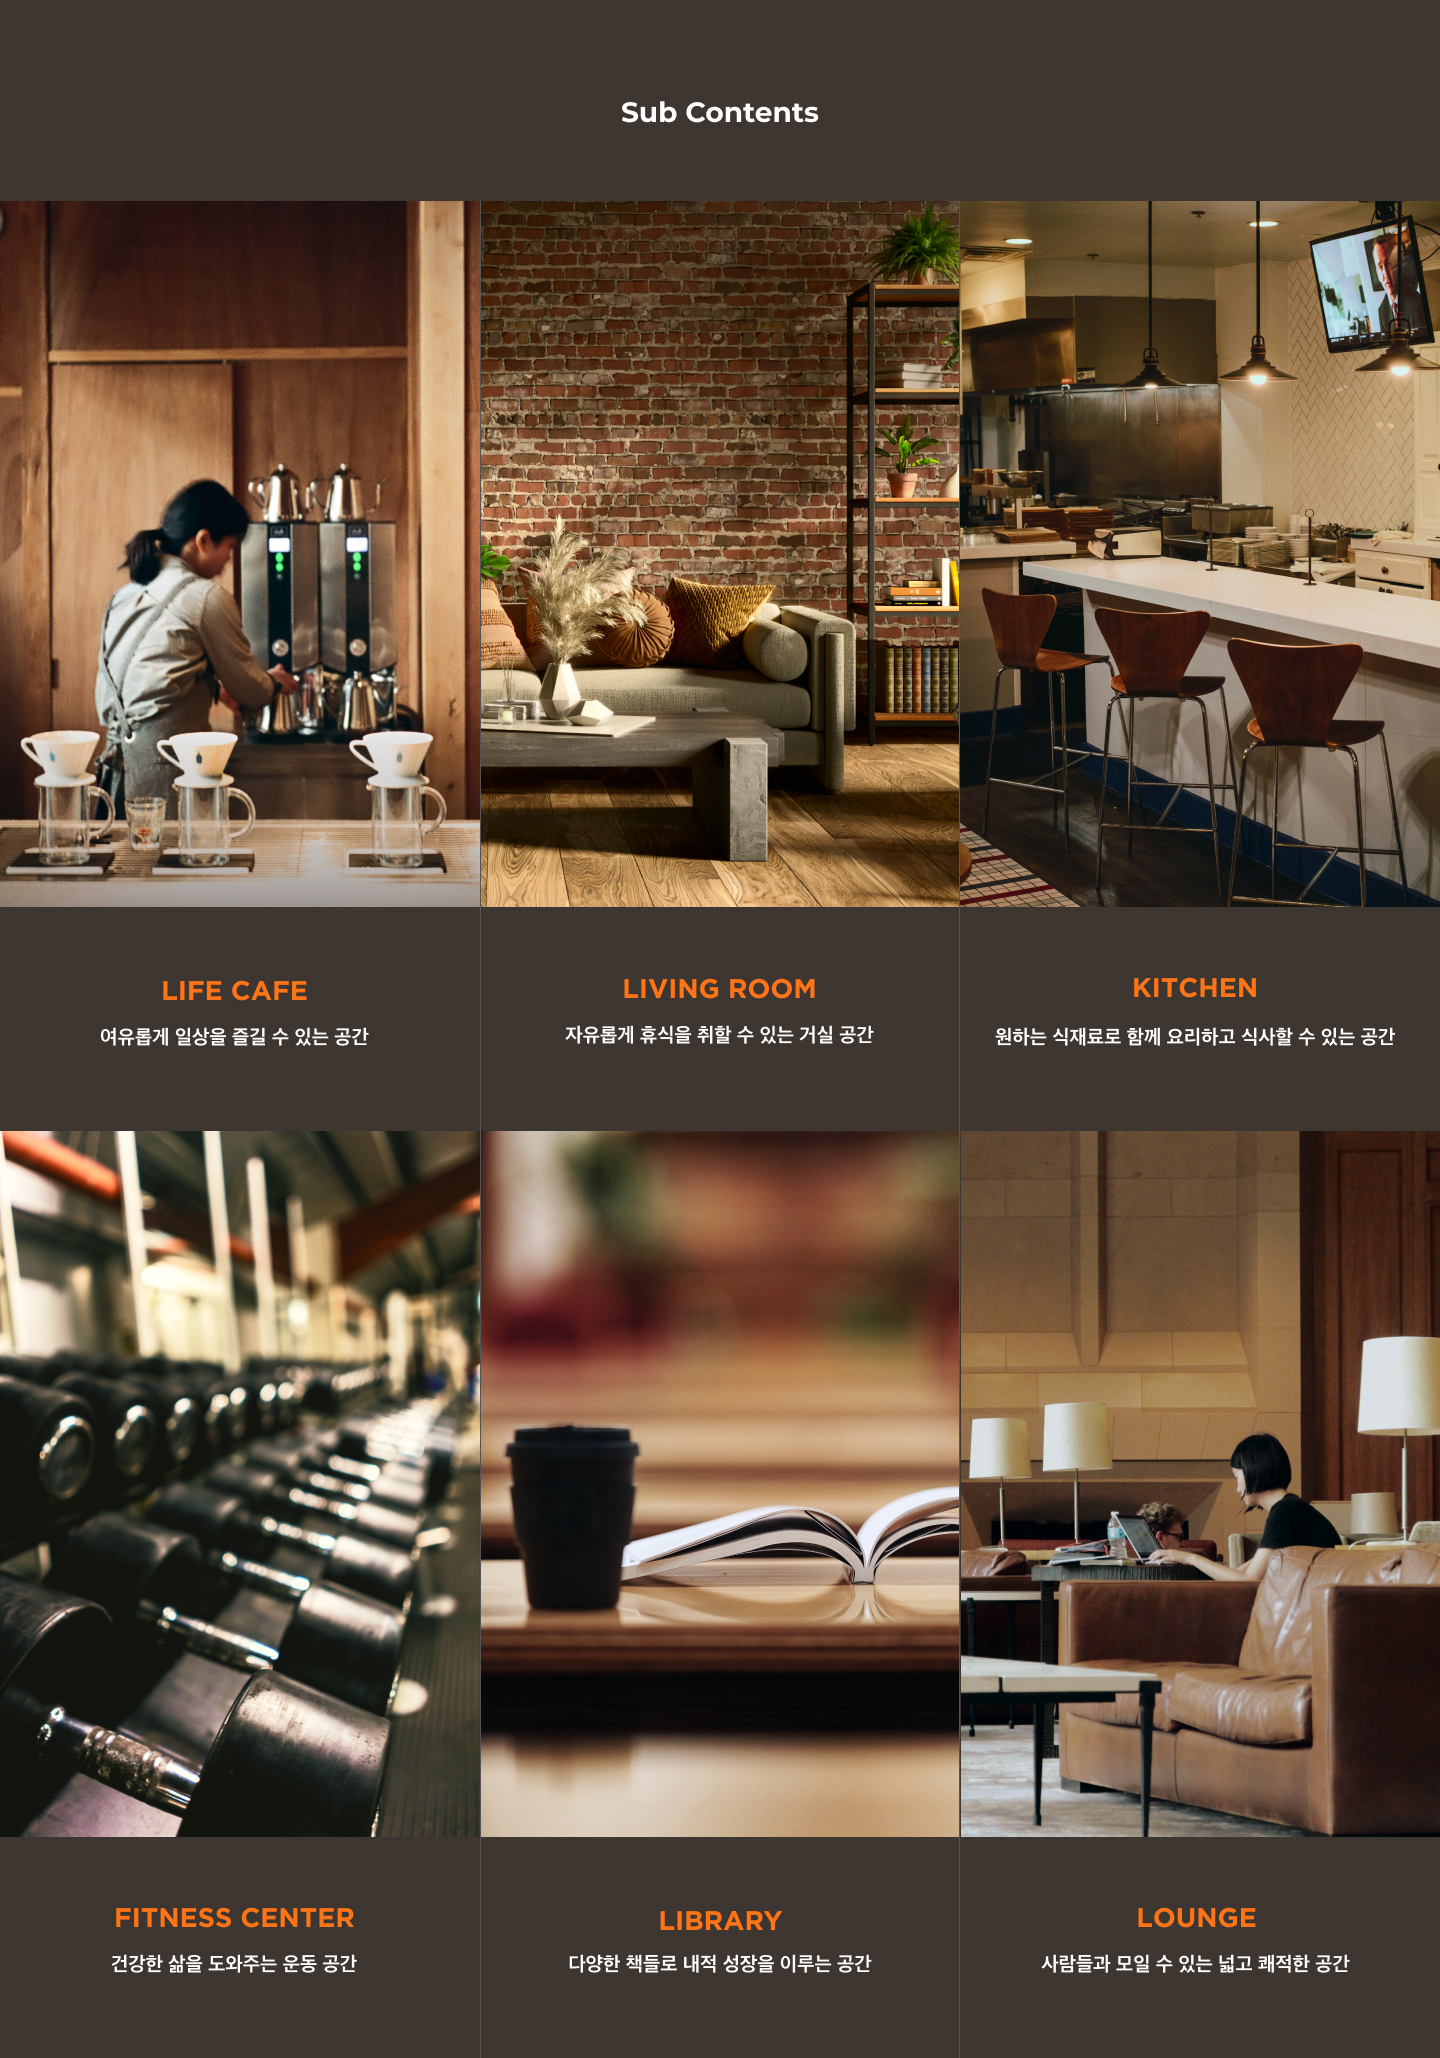 Sub Contents
LIFE CAFE
여유롭게 일상을 즐길 수 있는 공간
LIVING ROOM
자유롭게 휴식을 취할 수 있는 거실 공간
KITCHEN
원하는 식재료로 함께 요리하고 식사할 수 있는 공간
FITNESS CENTER
건강한 삶을 도와주는 운동 공간
LIBRARY
다양한 책들로 내적 성장을 이루는 공간
LOUNGE
사람들과 모일 수 있는 넓고 쾌적한 공간